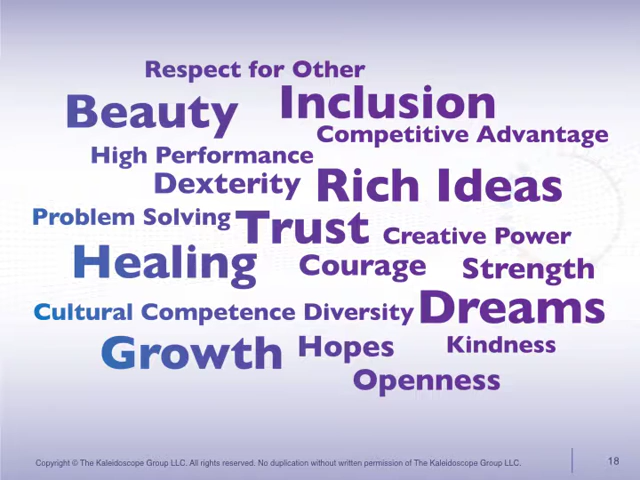 Respect for Other
Beauty Inclusion
Competitive Advantage
High Performance
Dexterity Rich Ideas
Problem Solving Trust Creative Power
Healing Courage Strength
Cultural Competence Diversity Dreams
Growth Hopes Kindness
Openness
Copyright © The Kaleidoscope Group LLC. All rights reserved. No duplication without written permission of The Kaleidoscope Group LLC. 18